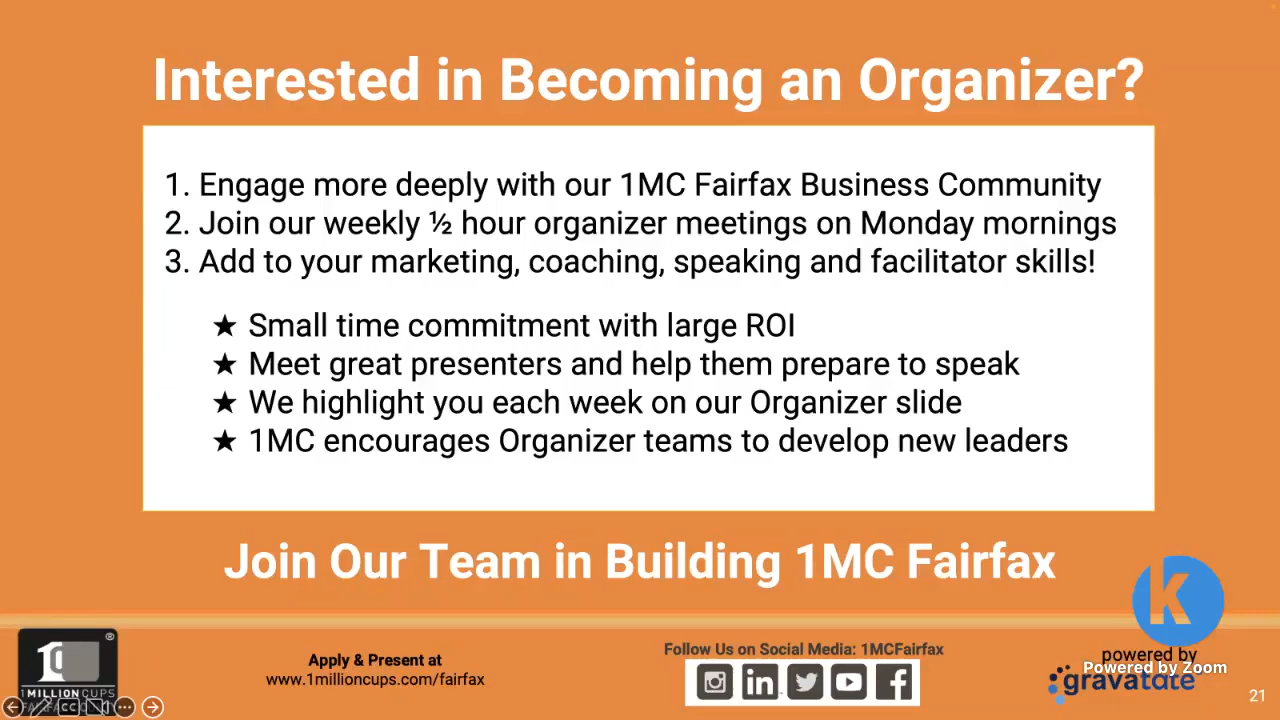 Interested in Becoming an Organizer?
1. Engage more deeply with our 1MC Fairfax Business Community
2. Join our weekly ½ hour organizer meetings on Monday mornings
3. Add to your marketing, coaching, speaking and facilitator skills!
★ Small time commitment with large ROI
★ Meet great presenters and help them prepare to speak
★ We highlight you each week on our Organizer slide
★ 1MC encourages Organizer teams to develop new leaders
Join Our Team in Building 1MC Fairfax
K
1MILLIONCUPS
Apply & Present at
www.1millioncups.com/fairfax
Follow Us on Social Media: 1MCFairfax
in
f
YouTube
powered by
Powered by Zoom
gravatate
21
CC